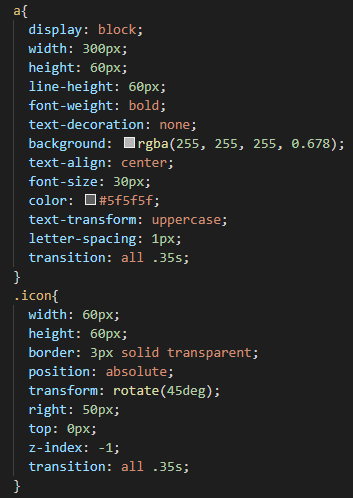 a{
display: block;
width: 300px;
height: 60px;
line-height: 60px;
font-weight: bold;
text-decoration: none;
background: rgba(255, 255, 255, 0.678);
text-align: center;
font-size: 30px;
color: #5f5f5f;
text-transform: uppercase;
letter-spacing: 1px;
transition: all .35s;
}
.icon{
width: 60px;
height: 60px;
border: 3px solid transparent;
position: absolute;
transform: rotate(45deg);
right: 50px;
top: 0px;
z-index: -1;
transition: all .35s;
}